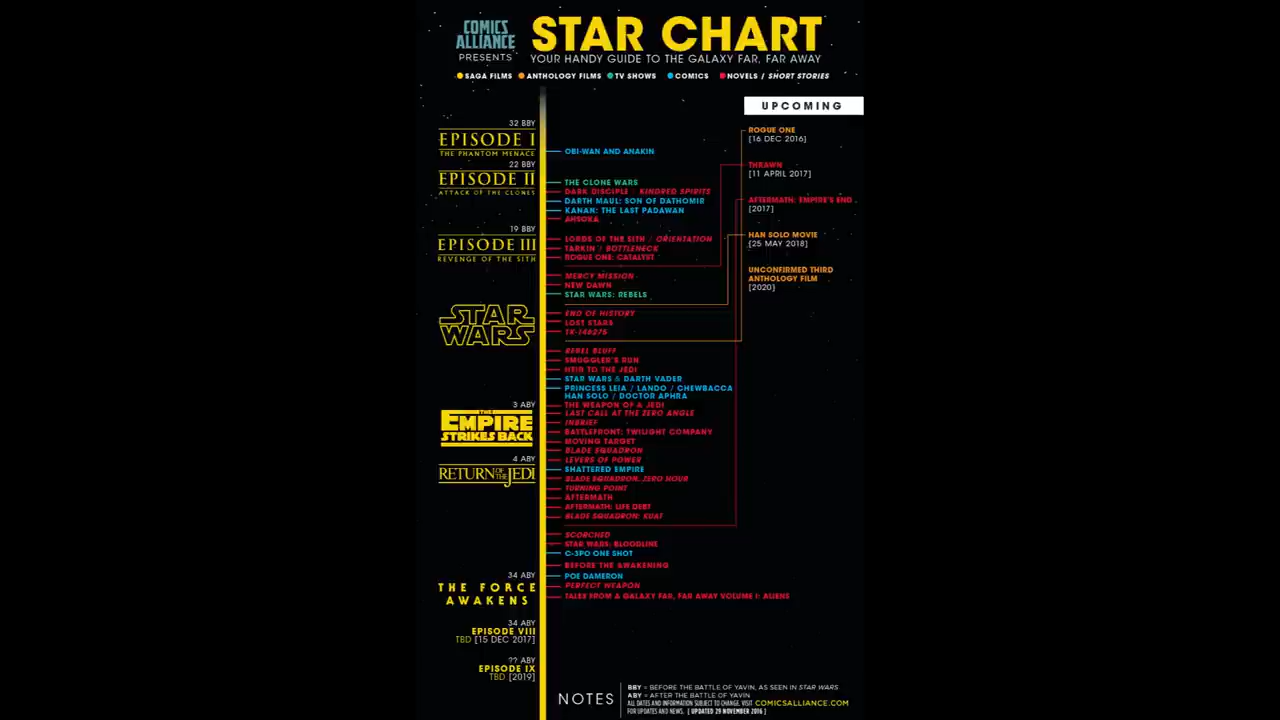 COMICS
ALLIANCE
PRESENTS
STAR CHART
YOUR HANDY GUIDE TO THE GALAXY FAR, FAR AWAY
SAGA FILMS ANTHOLOGY FILMS TV SHOWS COMICS NOVELS / SHORT STORIES
32 BBY
EPISODE I
THE PHANTOM MENACE
22 BBY
EPISODE II
ATTACK OF THE CLONES
19 BBY
EPISODE III
REVENGE OF THE SITH
STAR
WARS
3 ABY
THE
EMPIRE
STRIKES BACK
4 ABY
RETURN OF THE JEDI
34 ABY
THE FORCE
AWAKENS
34 ABY
EPISODE VIII
TBD [15 DEC 2017]
?? ABY
EPISODE IX
TBD [2019]
OBI-WAN AND ANAKIN
THE CLONE WARS
DARK DISCIPLE / KINDRED SPIRITS
DARTH MAUL: SON OF DATHOMIR
KANAN: THE LAST PADAWAN
AHSOKA
LORDS OF THE SITH / ORIENTATION
TARKIN / BOTTLENECK
ROGUE ONE: CATALYST
MERCY MISSION
NEW DAWN
STAR WARS: REBELS
END OF HISTORY
LOST STARS
TK-146275
REBEL BLUFF
SMUGGLER'S RUN
HEIR TO THE JEDI
STAR WARS & DARTH VADER
PRINCESS LEIA / LANDO / CHEWBACCA
HAN SOLO / DOCTOR APHRA
THE WEAPON OF A JEDI
LAST CALL AT THE ZERO ANGLE
INBRIEF
BATTLEFRONT: TWILIGHT COMPANY
MOVING TARGET
BLADE SQUADRON
LEVERS OF POWER
SHATTERED EMPIRE
BLADE SQUADRON: ZERO HOUR
TURNING POINT
AFTERMATH
AFTERMATH: LIFE DEBT
BLADE SQUADRON: KUAT
SCORCHED
STAR WARS: BLOODLINE
C-3PO ONE SHOT
BEFORE THE AWAKENING
POE DAMERON
PERFECT WEAPON
TALES FROM A GALAXY FAR, FAR AWAY VOLUME I: ALIENS
UPCOMING
ROGUE ONE
[16 DEC 2016]
THRAWN
[11 APRIL 2017]
AFTERMATH: EMPIRE'S END
[2017]
HAN SOLO MOVIE
[25 MAY 2018]
UNCONFIRMED THIRD
ANTHOLOGY FILM
[2020]
NOTES
BBY = BEFORE THE BATTLE OF YAVIN, AS SEEN IN STAR WARS
ABY = AFTER THE BATTLE OF YAVIN
ALL DATES AND INFORMATION SUBJECT TO CHANGE. VISIT COMICSALLIANCE.COM
FOR UPDATES AND NEWS. [ UPDATED 29 NOVEMBER 2016 ]